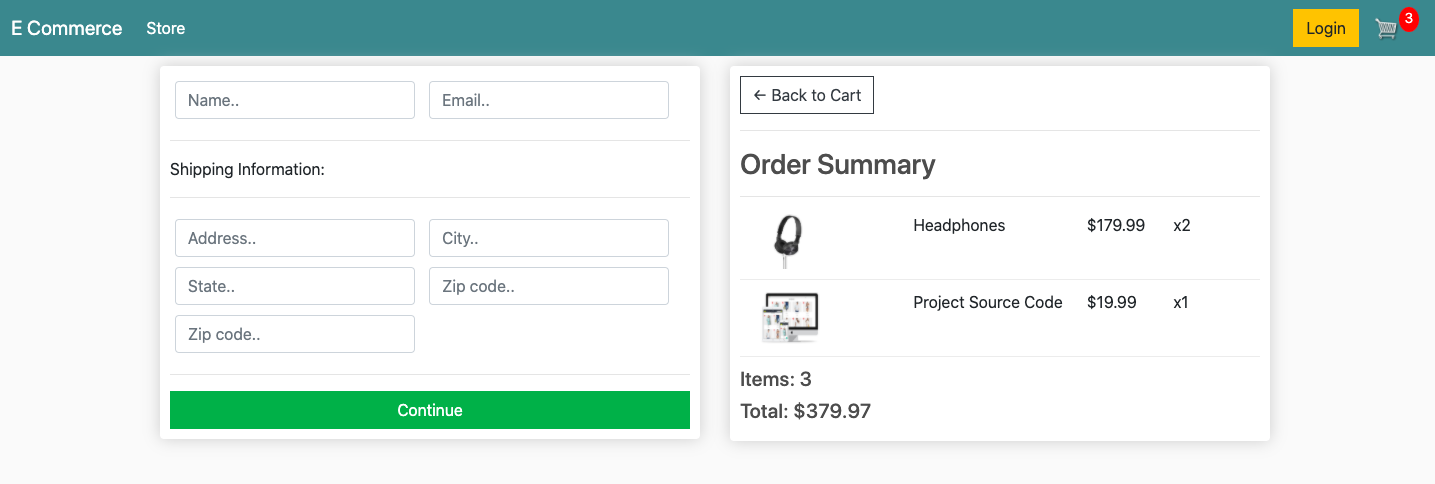 E Commerce Store Login 3
Name.. Email..
Shipping Information:
Address.. City..
State.. Zip code..
Zip code..
Continue
← Back to Cart
Order Summary
Headphones $179.99 x2
Project Source Code $19.99 x1
Items: 3
Total: $379.97